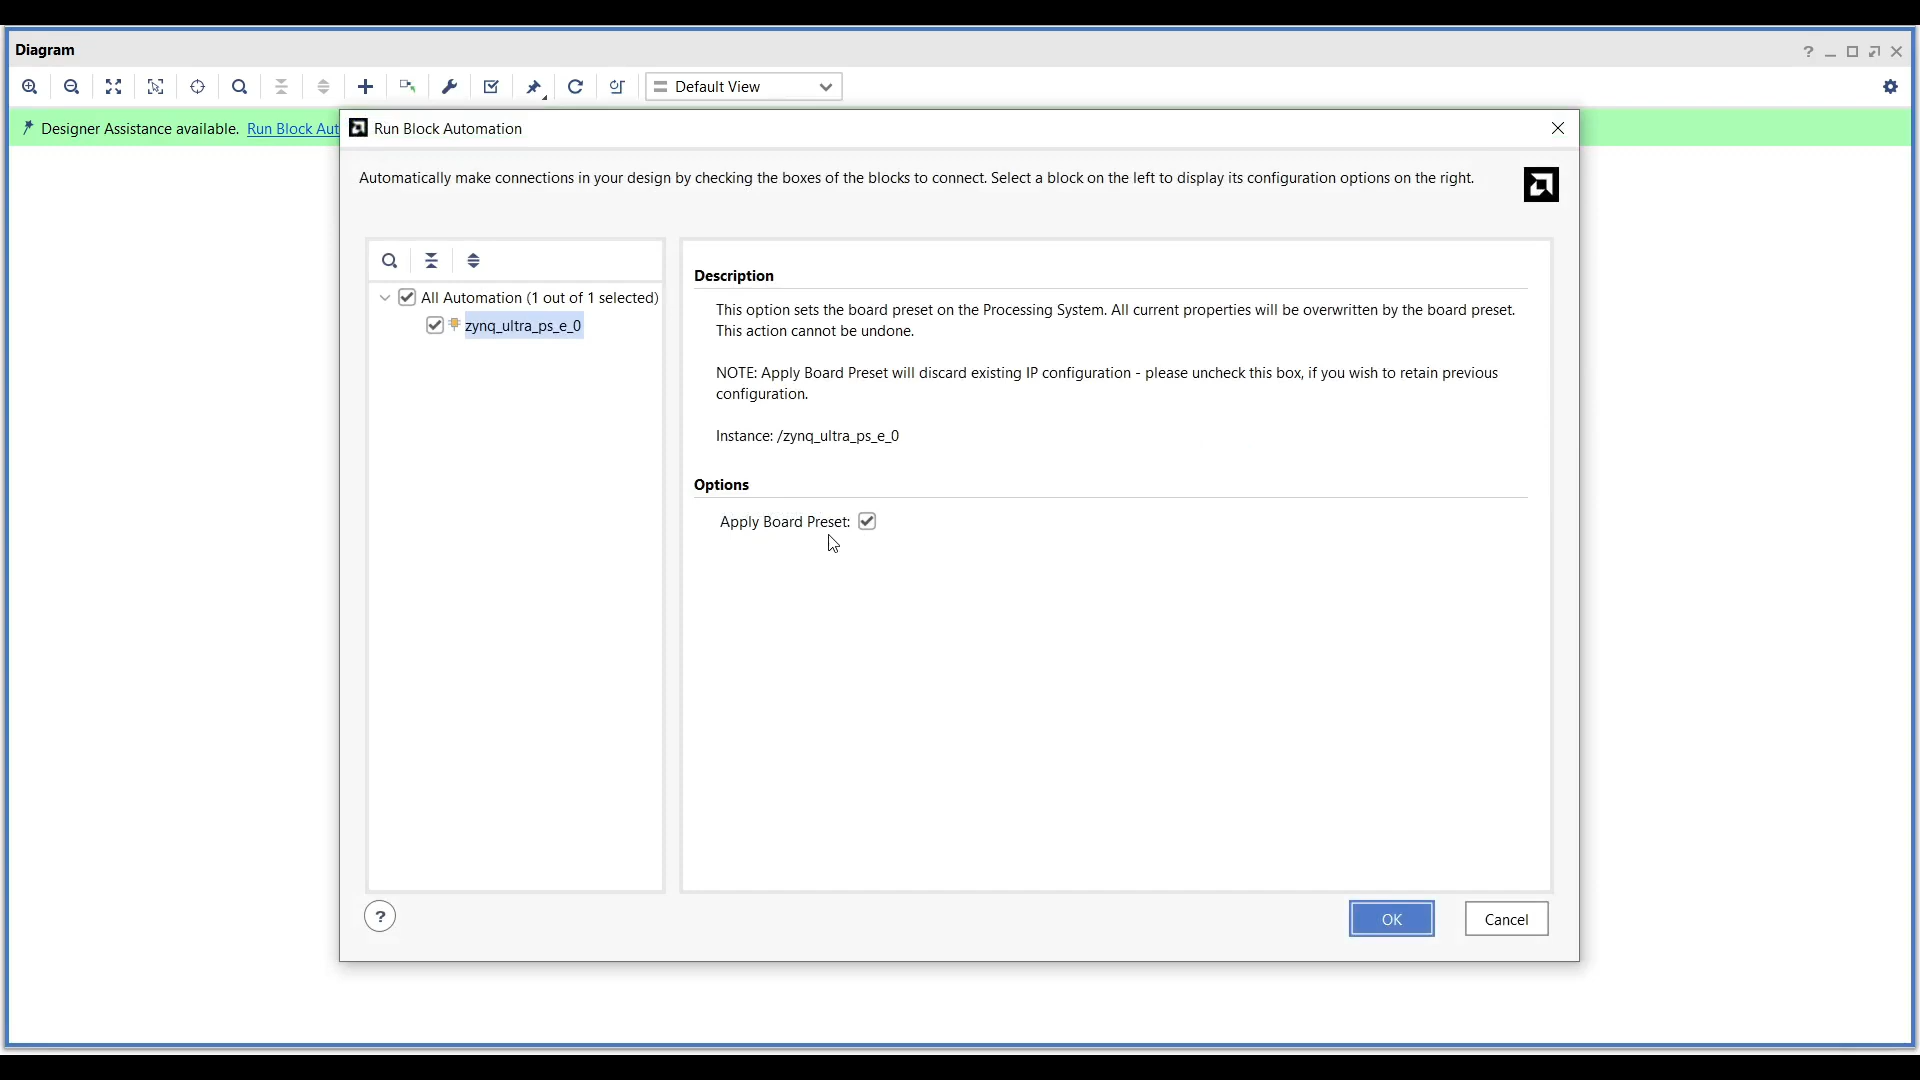 Diagram
Default View
Designer Assistance available. Run Block Aut
Run Block Automation
Automatically make connections in your design by checking the boxes of the blocks to connect. Select a block on the left to display its configuration options on the right.
All Automation (1 out of 1 selected)
zynq_ultra_ps_e_0
Description
This option sets the board preset on the Processing System. All current properties will be overwritten by the board preset.
This action cannot be undone.
NOTE: Apply Board Preset will discard existing IP configuration - please uncheck this box, if you wish to retain previous
configuration.
Instance: /zynq_ultra_ps_e_0
Options
Apply Board Preset:
?
OK
Cancel